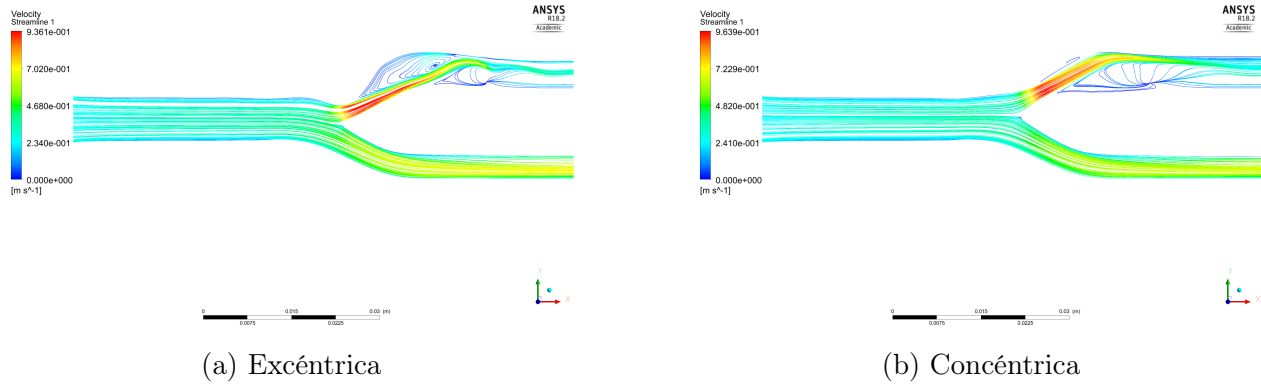 Velocity
Streamline 1
9.361e-001
7.020e-001
4.680e-001
2.340e-001
0.000e+000
[m s^-1]
ANSYS
R18.2
Academic
Y
X
0 0.015 0.03 (m)
0.0075 0.0225
(a) Excéntrica
Velocity
Streamline 1
9.639e-001
7.229e-001
4.820e-001
2.410e-001
0.000e+000
[m s^-1]
ANSYS
R18.2
Academic
Y
X
0 0.015 0.03 (m)
0.0075 0.0225
(b) Concéntrica